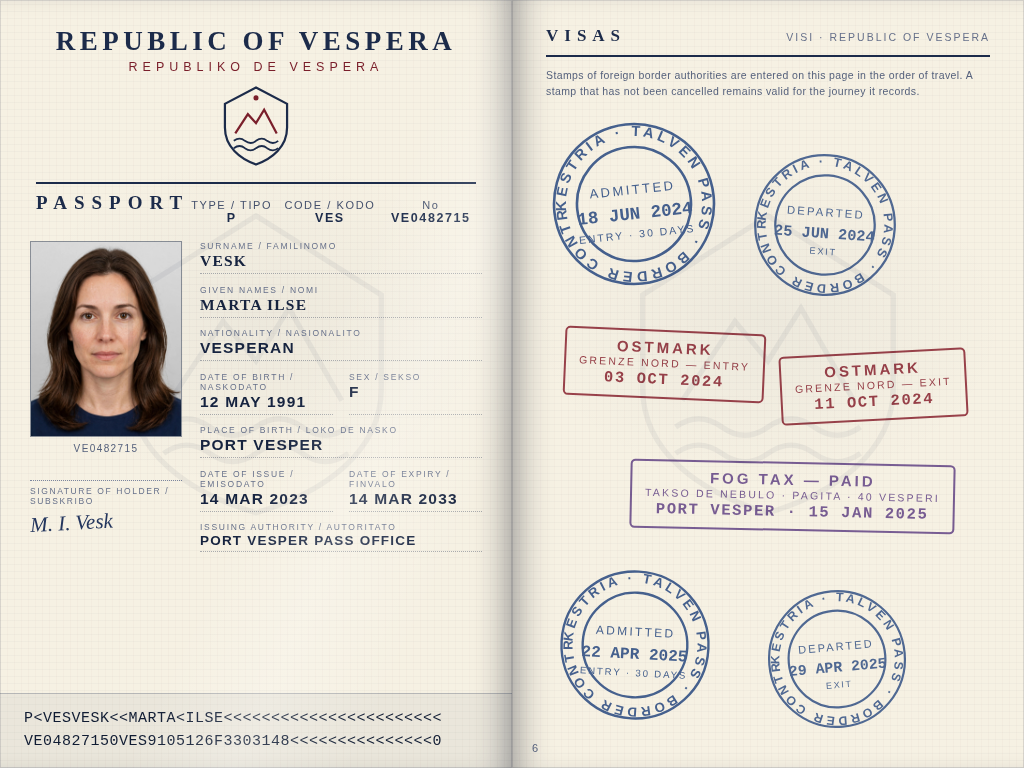 REPUBLIC OF VESPERA
REPUBLIKO DE VESPERA
PASSPORT
TYPE / TIPO
P
CODE / KODO
VES
No
VE0482715
SURNAME / FAMILINOMO
VESK
GIVEN NAMES / NOMI
MARTA ILSE
NATIONALITY / NASIONALITO
VESPERAN
DATE OF BIRTH /
NASKODATO
12 MAY 1991
SEX / SEKSO
F
PLACE OF BIRTH / LOKO DE NASKO
PORT VESPER
DATE OF ISSUE /
EMISODATO
14 MAR 2023
DATE OF EXPIRY /
FINVALO
14 MAR 2033
ISSUING AUTHORITY / AUTORITATO
PORT VESPER PASS OFFICE
VE0482715
SIGNATURE OF HOLDER /
SUBSKRIBO
M. I. Vesk
P<VESVESK<<MARTA<ILSE<<<<<<<<<<<<<<<<<<<<<<<
VE04827150VES9105126F3303148<<<<<<<<<<<<<<<0
VISAS
VISI · REPUBLIC OF VESPERA
Stamps of foreign border authorities are entered on this page in the order of travel. A
stamp that has not been cancelled remains valid for the journey it records.
KESTRIA · TALVEN PASS · BORDER CONTR
ADMITTED
18 JUN 2024
ENTRY · 30 DAYS
KESTRIA · TALVEN PASS · BORDER CONTR
DEPARTED
25 JUN 2024
EXIT
OSTMARK
GRENZE NORD — ENTRY
03 OCT 2024
OSTMARK
GRENZE NORD — EXIT
11 OCT 2024
FOG TAX — PAID
TAKSO DE NEBULO · PAGITA · 40 VESPERI
PORT VESPER · 15 JAN 2025
KESTRIA · TALVEN PASS · BORDER CONTR
ADMITTED
22 APR 2025
ENTRY · 30 DAYS
KESTRIA · TALVEN PASS · BORDER CONTR
DEPARTED
29 APR 2025
EXIT
6